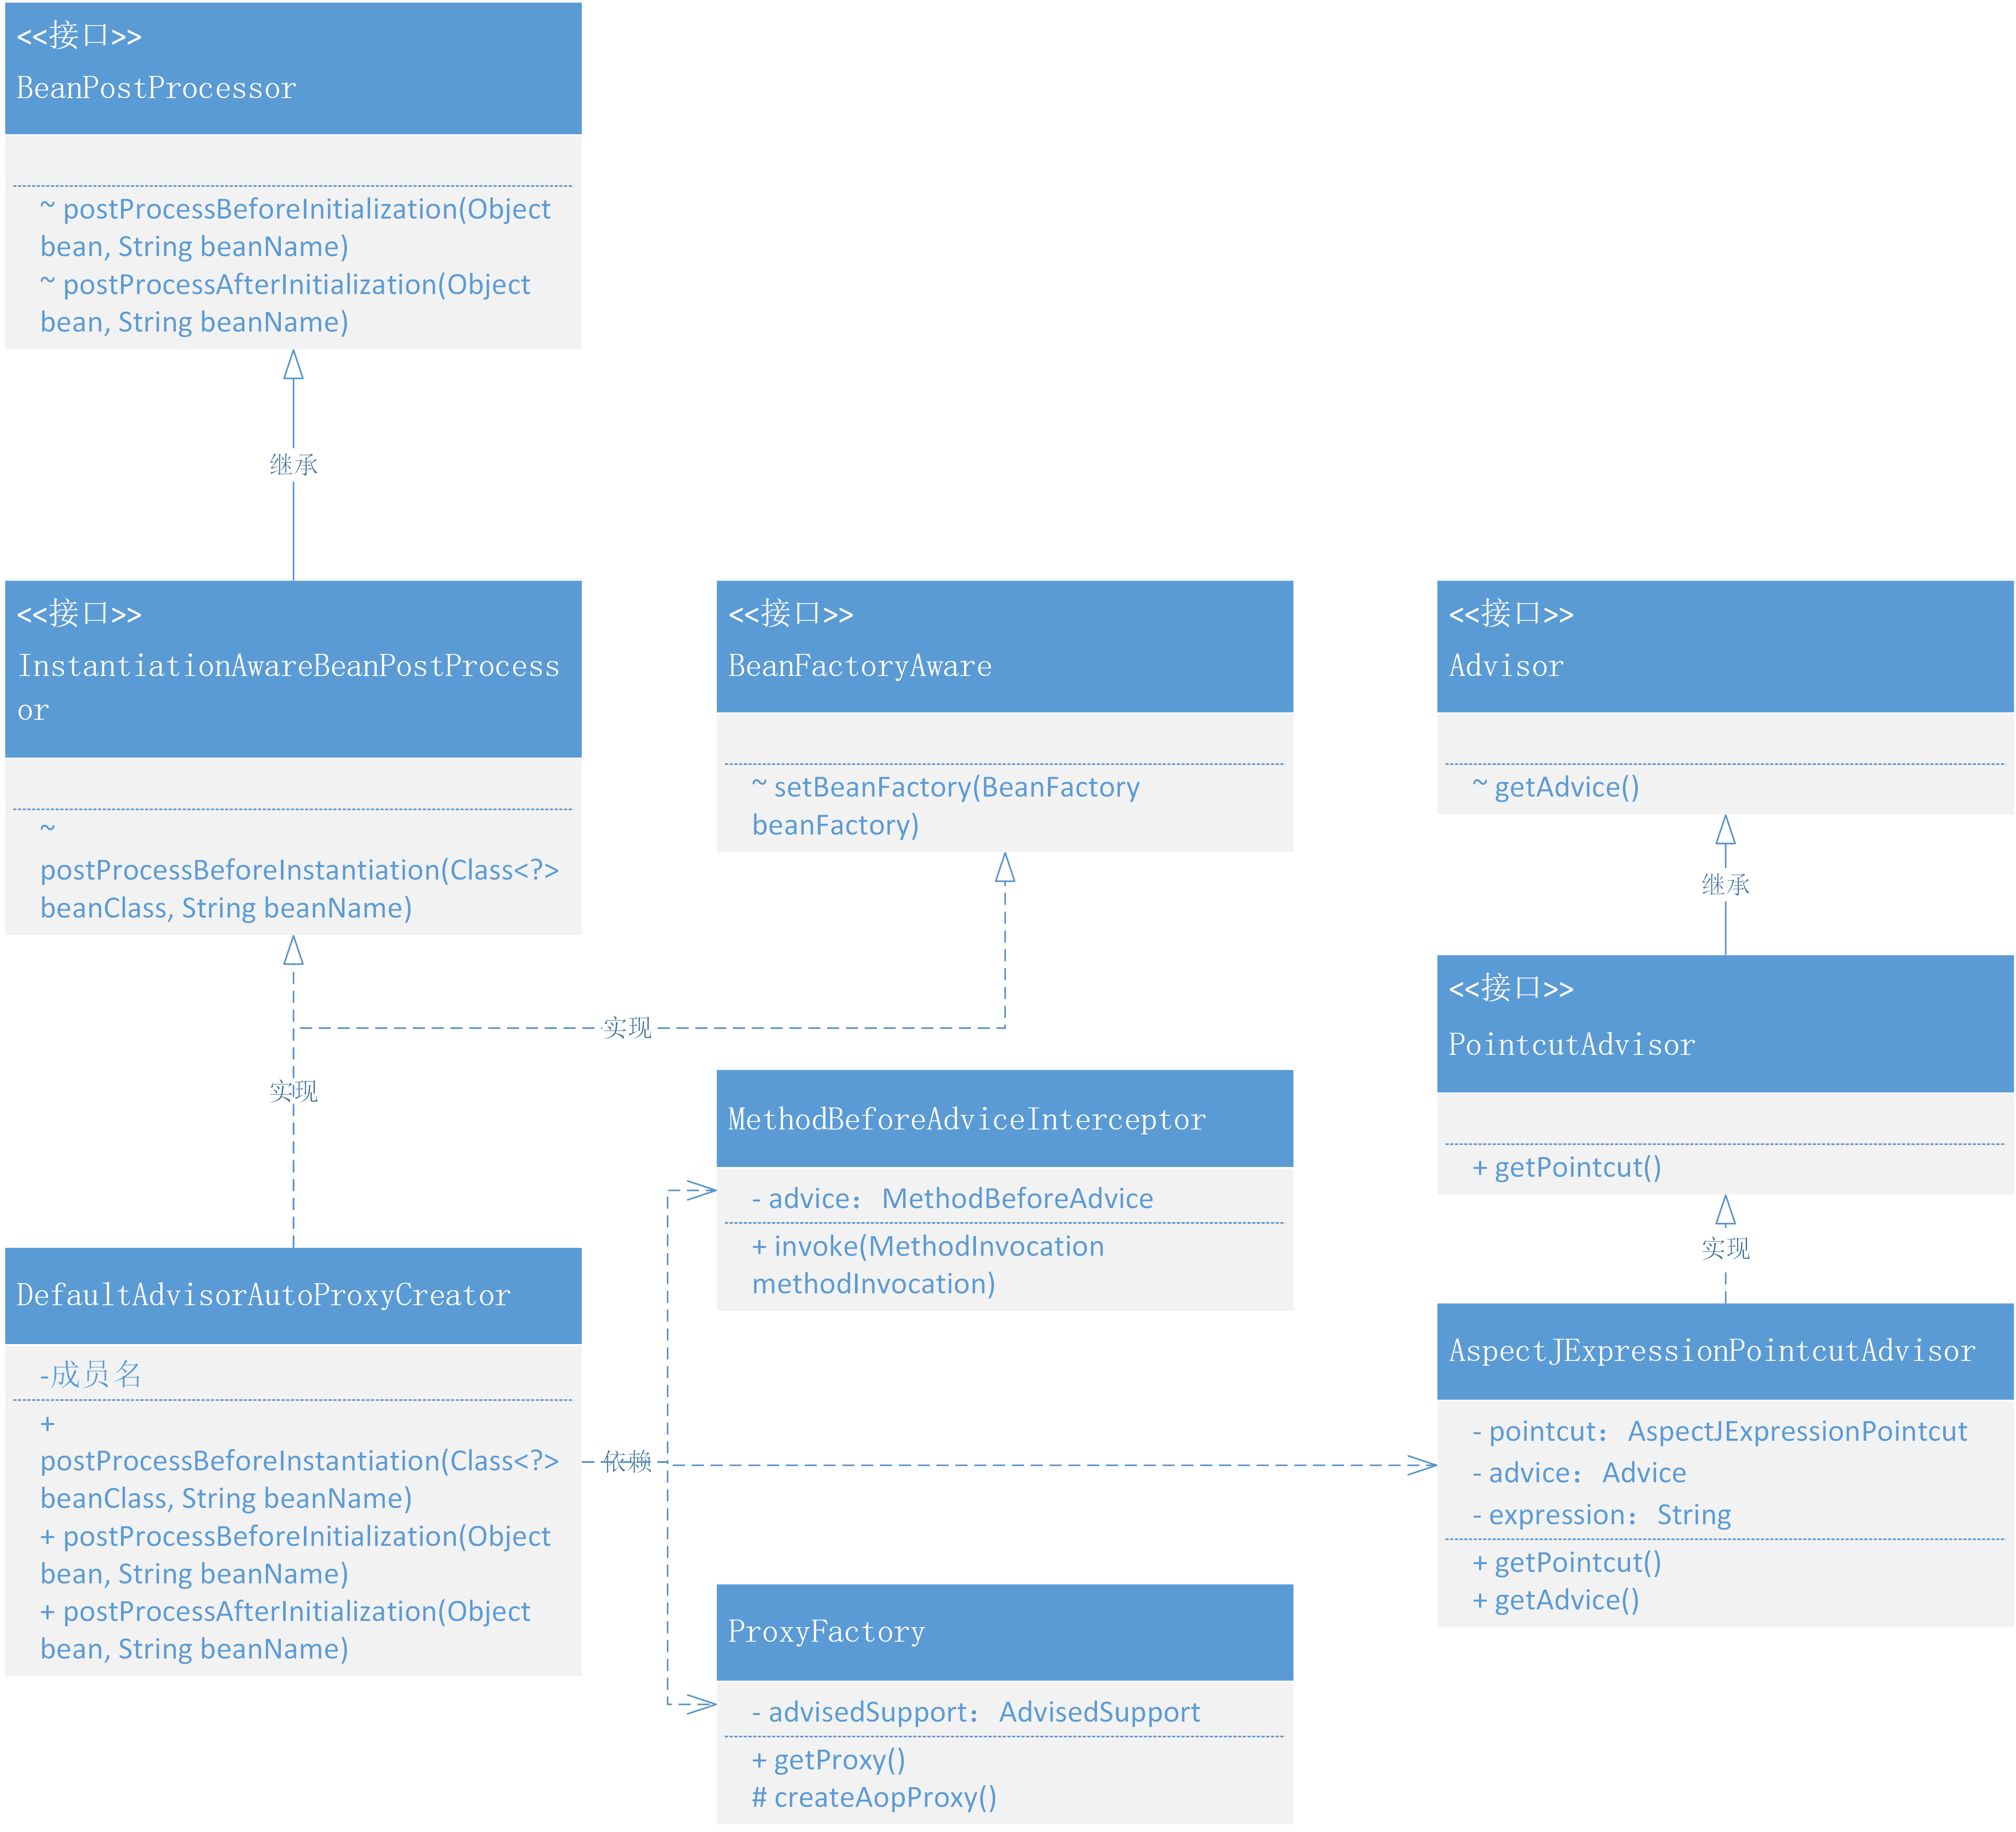 <<接口>>
BeanPostProcessor
~ postProcessBeforeInitialization(Object
bean, String beanName)
~ postProcessAfterInitialization(Object
bean, String beanName)
继承
<<接口>>
InstantiationAwareBeanPostProcess
or
~
postProcessBeforeInstantiation(Class<?>
beanClass, String beanName)
<<接口>>
BeanFactoryAware
~ setBeanFactory(BeanFactory
beanFactory)
<<接口>>
Advisor
~ getAdvice()
继承
<<接口>>
PointcutAdvisor
+ getPointcut()
实现
实现
实现
MethodBeforeAdviceInterceptor
- advice：MethodBeforeAdvice
+ invoke(MethodInvocation
methodInvocation)
DefaultAdvisorAutoProxyCreator
-成员名
+
postProcessBeforeInstantiation(Class<?>
beanClass, String beanName)
+ postProcessBeforeInitialization(Object
bean, String beanName)
+ postProcessAfterInitialization(Object
bean, String beanName)
依赖
AspectJExpressionPointcutAdvisor
- pointcut：AspectJExpressionPointcut
- advice：Advice
- expression：String
+ getPointcut()
+ getAdvice()
ProxyFactory
- advisedSupport：AdvisedSupport
+ getProxy()
# createAopProxy()